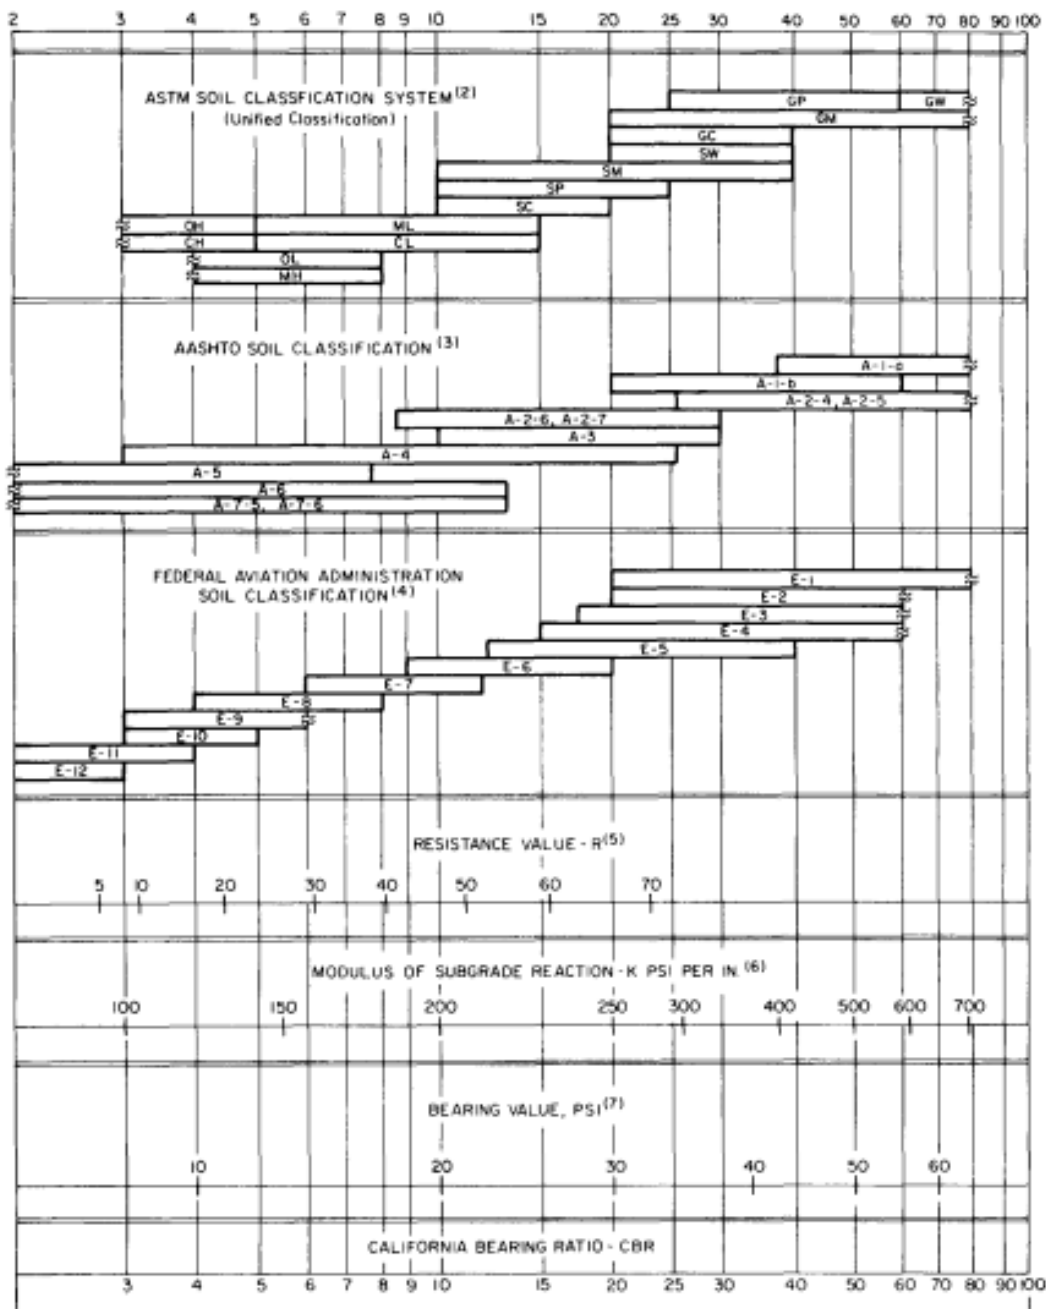 2 3 4 5 6 7 8 9 10 15 20 25 30 40 50 60 70 80 90 100
ASTM SOIL CLASSFICATION SYSTEM(2)
(Unified Classification)
GP GW
GM
GC
SW
SM
SP
SC
OH ML
CH CL
OL
MH
AASHTO SOIL CLASSIFICATION(3)
A-1-a
A-1-b
A-2-4, A-2-5
A-2-6, A-2-7
A-3
A-4
A-5
A-6
A-7-5, A-7-6
FEDERAL AVIATION ADMINISTRATION
SOIL CLASSIFICATION(4)
E-1
E-2
E-3
E-4
E-5
E-6
E-7
E-8
E-9
E-10
E-11
E-12
RESISTANCE VALUE - R(5)
5 10 20 30 40 50 60 70
MODULUS OF SUBGRADE REACTION - K PSI PER IN.(6)
100 150 200 250 300 400 500 600 700
BEARING VALUE, PSI(7)
10 20 30 40 50 60
CALIFORNIA BEARING RATIO - CBR
3 4 5 6 7 8 9 10 15 20 25 30 40 50 60 70 80 90 100